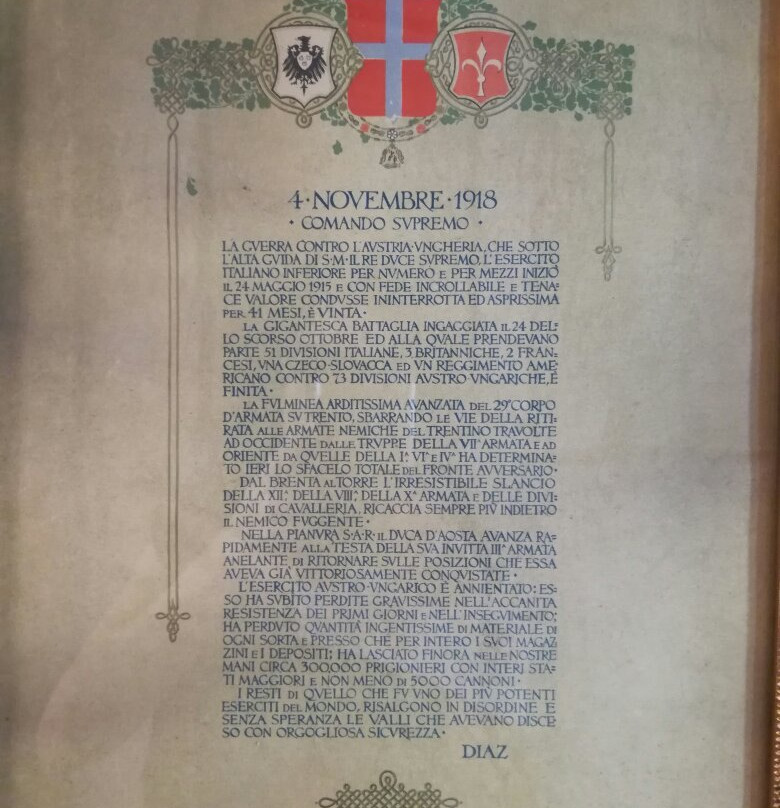 4·NOVEMBRE·1918
· COMANDO SVPREMO ·
LA GVERRA CONTRO L'AVSTRIA·VNGHERIA, CHE SOTTO
L'ALTA GVIDA DI S·M·IL RE DVCE SVPREMO, L'ESERCITO
ITALIANO INFERIORE PER NVMERO E PER MEZZI INIZIÒ
IL 24 MAGGIO 1915 E CON FEDE INCROLLABILE E TENA=
CE VALORE CONDVSSE ININTERROTTA ED ASPRISSIMA
PER 41 MESI, È VINTA·
LA GIGANTESCA BATTAGLIA INGAGGIATA IL 24 DEL=
LO SCORSO OTTOBRE ED ALLA QVALE PRENDEVANO
PARTE 51 DIVISIONI ITALIANE, 3 BRITANNICHE, 2 FRAN=
CESI, VNA CZECO·SLOVACCA ED VN REGGIMENTO AME=
RICANO CONTRO 73 DIVISIONI AVSTRO·VNGARICHE, È
FINITA·
LA FVLMINEA ARDITISSIMA AVANZATA DEL 29° CORPO
D'ARMATA SV TRENTO, SBARRANDO LE VIE DELLA RITI=
RATA ALLE ARMATE NEMICHE DEL TRENTINO TRAVOLTE
AD OCCIDENTE DALLE TRVPPE DELLA VIIª ARMATA E AD
ORIENTE DA QVELLE DELLA Iª VIª E IVª HA DETERMINA=
TO IERI LO SFACELO TOTALE DEL FRONTE AVVERSARIO·
DAL BRENTA AL TORRE L'IRRESISTIBILE SLANCIO
DELLA XIIª, DELLA VIIIª, DELLA Xª ARMATA E DELLE DIVI=
SIONI DI CAVALLERIA, RICACCIA SEMPRE PIV INDIETRO
IL NEMICO FVGGENTE·
NELLA PIANVRA S·A·R· IL DVCA D'AOSTA AVANZA RA=
PIDAMENTE ALLA TESTA DELLA SVA INVITTA IIIª ARMATA
ANELANTE DI RITORNARE SVLLE POSIZIONI CHE ESSA
AVEVA GIA' VITTORIOSAMENTE CONQVISTATE·
L'ESERCITO AVSTRO·VNGARICO È ANNIENTATO: ES=
SO HA SVBITO PERDITE GRAVISSIME NELL'ACCANITA
RESISTENZA DEI PRIMI GIORNI E NELL'INSEGVIMENTO;
HA PERDVTO QVANTITÀ INGENTISSIME DI MATERIALE DI
OGNI SORTA E PRESSO CHE PER INTERO I SVOI MAGAZ=
ZINI E I DEPOSITI; HA LASCIATO FINORA NELLE NOSTRE
MANI CIRCA 300,000 PRIGIONIERI CON INTERI STA=
TI MAGGIORI E NON MENO DI 5000 CANNONI·
I RESTI DI QVELLO CHE FV VNO DEI PIV POTENTI
ESERCITI DEL MONDO, RISALGONO IN DISORDINE E
SENZA SPERANZA LE VALLI CHE AVEVANO DISCE=
SO CON ORGOGLIOSA SICVREZZA·
DIAZ